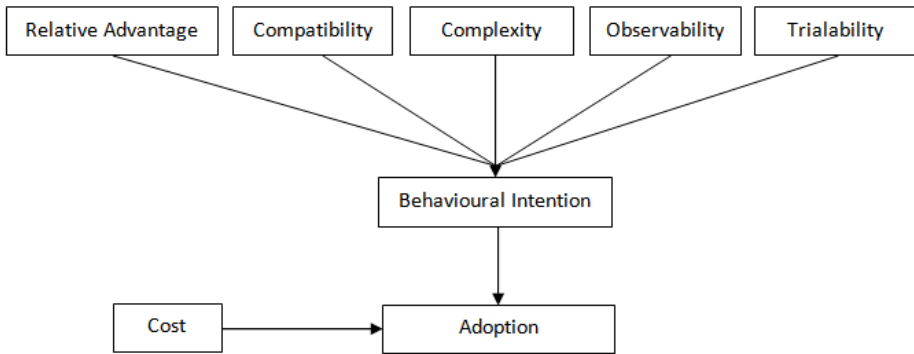 Relative Advantage
Compatibility
Complexity
Observability
Trialability
Behavioural Intention
Cost
Adoption